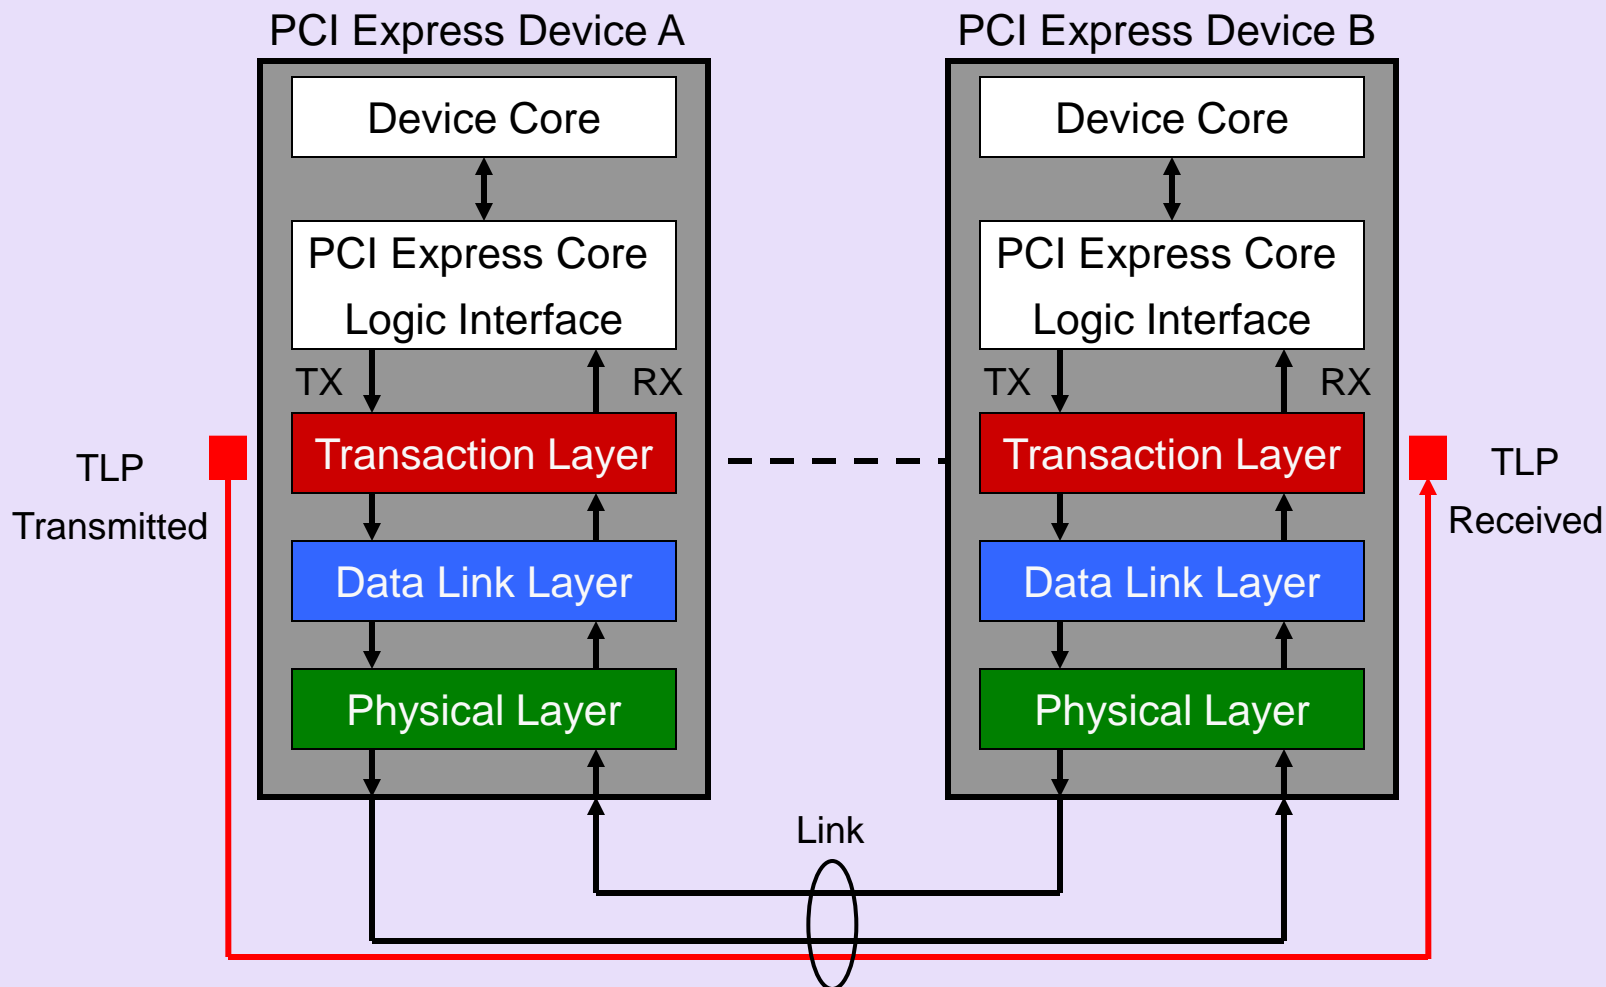 PCI Express Device A
PCI Express Device B
Device Core
Device Core
PCI Express Core
Logic Interface
PCI Express Core
Logic Interface
TX
RX
TX
RX
Transaction Layer
Transaction Layer
TLP
Transmitted
TLP
Received
Data Link Layer
Data Link Layer
Physical Layer
Physical Layer
Link